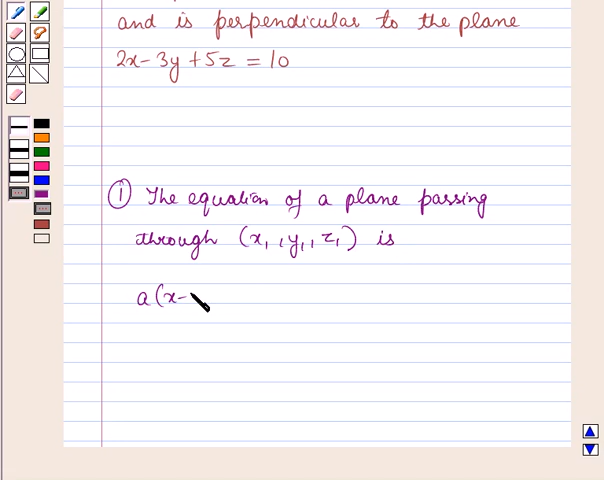 and is perpendicular to the plane
2x-3y+5z=10
① The equation of a plane passing
through (x₁,y₁,z₁) is
a(x-